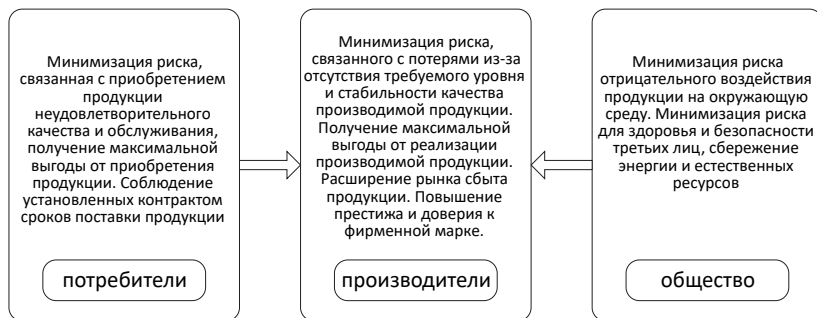 Минимизация риска,
связанная с приобретением
продукции
неудовлетворительного
качества и обслуживания,
получение максимальной
выгоды от приобретения
продукции. Соблюдение
установленных контрактом
сроков поставки продукции
потребители
Минимизация риска,
связанного с потерями из-за
отсутствия требуемого уровня
и стабильности качества
производимой продукции.
Получение максимальной
выгоды от реализации
производимой продукции.
Расширение рынка сбыта
продукции. Повышение
престижа и доверия к
фирменной марке.
производители
Минимизация риска
отрицательного воздействия
продукции на окружающую
среду. Минимизация риска
для здоровья и безопасности
третьих лиц, сбережение
энергии и естественных
ресурсов
общество